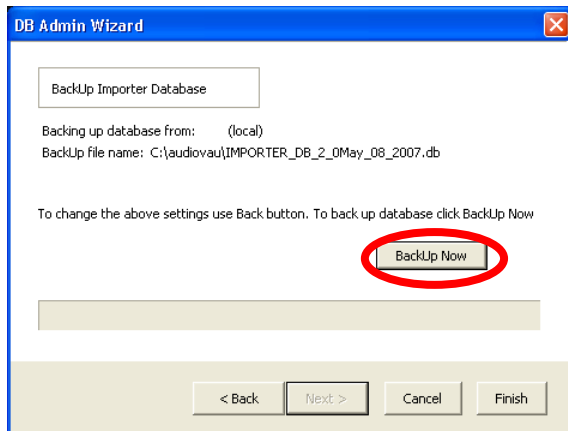 DB Admin Wizard
BackUp Importer Database
Backing up database from: (local)
BackUp file name: C:\audiovau\IMPORTER_DB_2_0May_08_2007.db
To change the above settings use Back button. To back up database click BackUp Now
BackUp Now
< Back Next > Cancel Finish